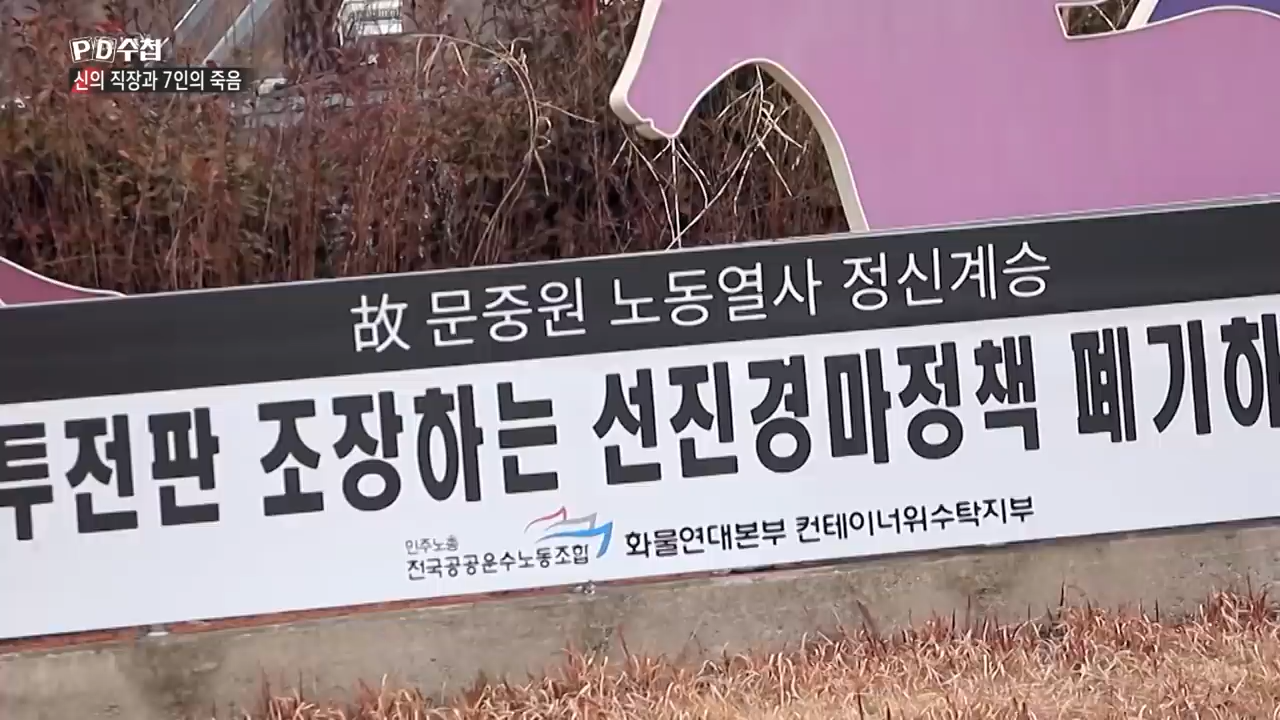 PD수첩
신의 직장과 7인의 죽음
故 문중원 노동열사 정신계승
투전판 조장하는 선진경마정책 폐기하
민주노총
전국공공운수노동조합
화물연대본부 컨테이너위수탁지부